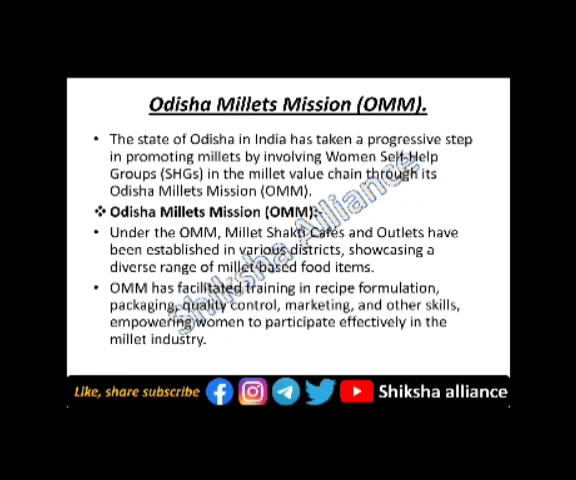 Odisha Millets Mission (OMM).
• The state of Odisha in India has taken a progressive step
in promoting millets by involving Women Self-Help
Groups (SHGs) in the millet value chain through its
Odisha Millets Mission (OMM).
❖ Odisha Millets Mission (OMM):-
• Under the OMM, Millet Shakti Cafés and Outlets have
been established in various districts, showcasing a
diverse range of millet-based food items.
• OMM has facilitated training in recipe formulation,
packaging, quality control, marketing, and other skills,
empowering women to participate effectively in the
millet industry.
Shiksha Alliance
Like, share subscribe Shiksha alliance